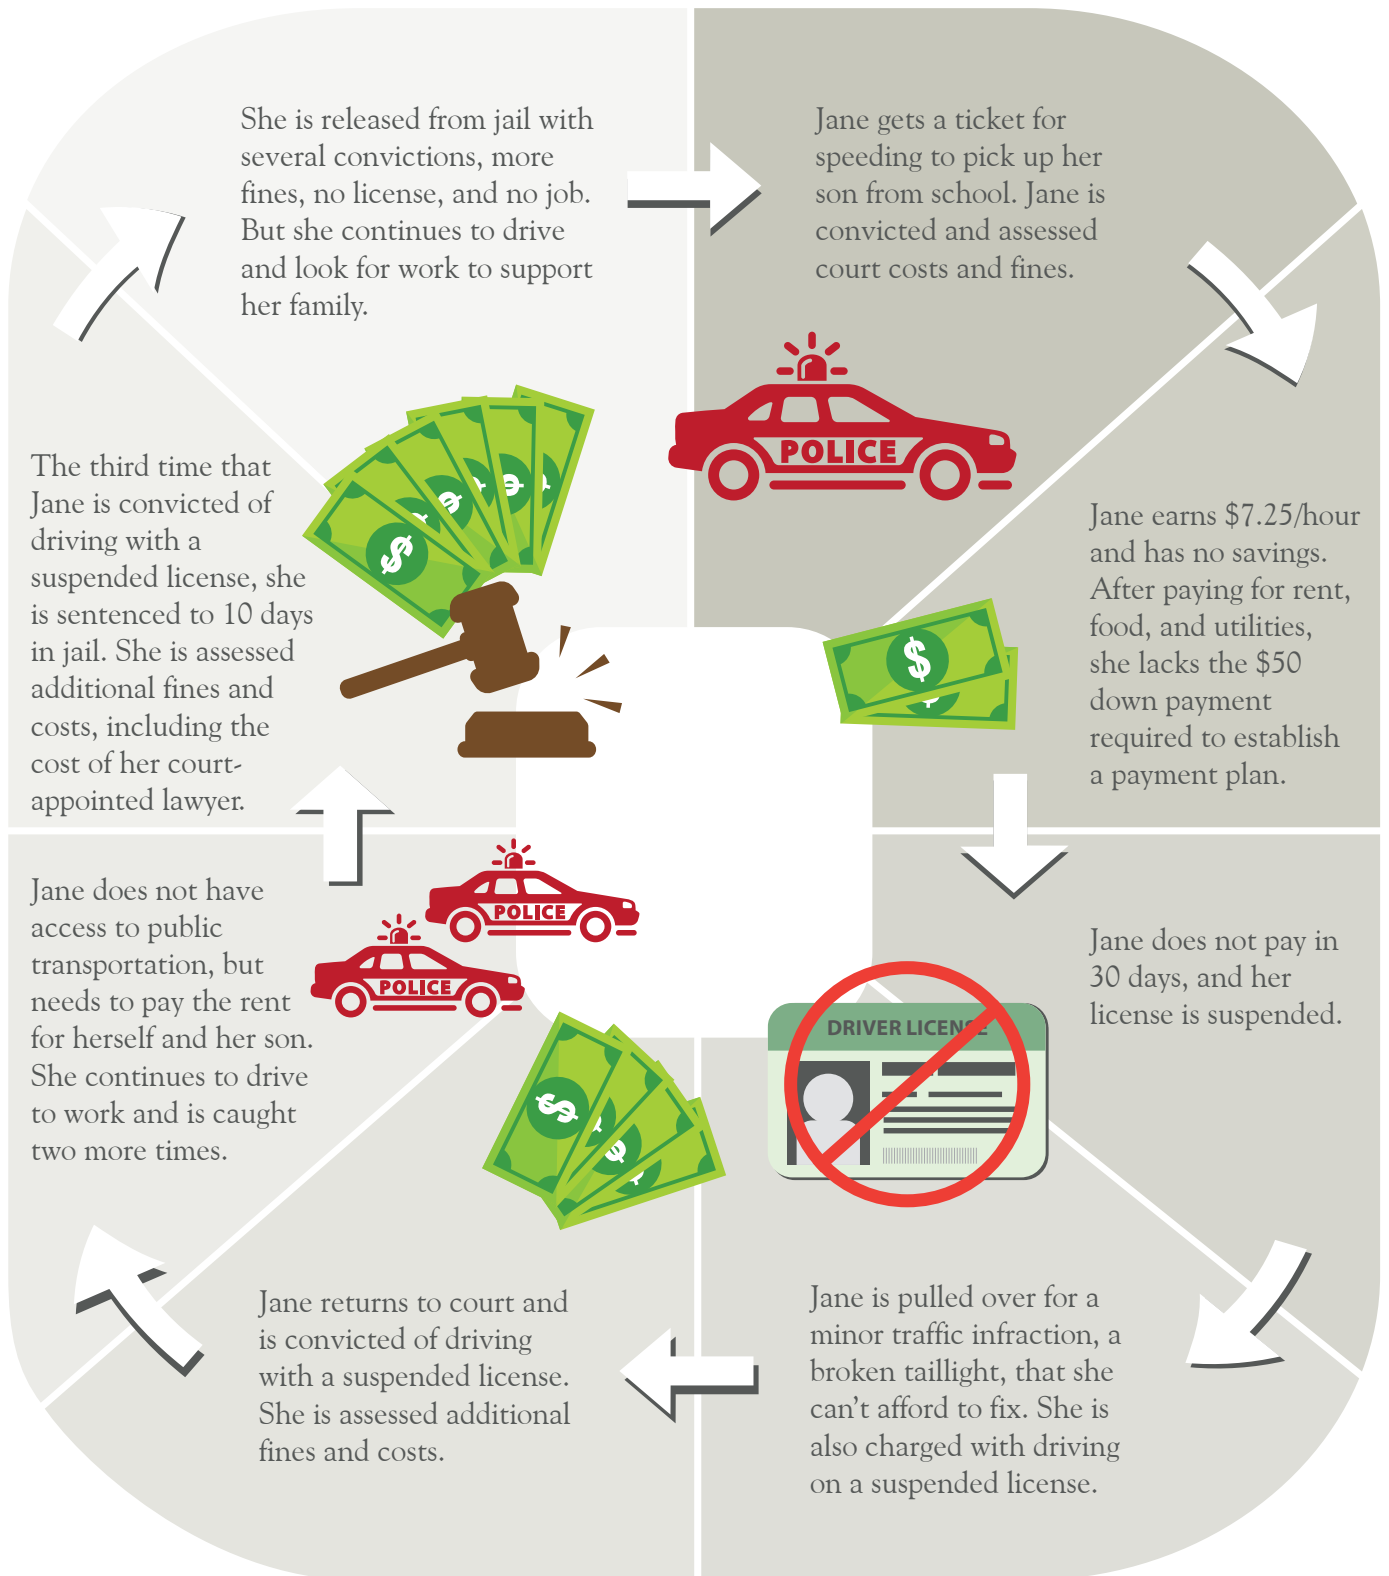 Jane gets a ticket for
speeding to pick up her
son from school. Jane is
convicted and assessed
court costs and fines.
POLICE
Jane earns $7.25/hour
and has no savings.
After paying for rent,
food, and utilities,
she lacks the $50
down payment
required to establish
a payment plan.
$
Jane does not pay in
30 days, and her
license is suspended.
DRIVER LICENSE
Jane is pulled over for a
minor traffic infraction, a
broken taillight, that she
can't afford to fix. She is
also charged with driving
on a suspended license.
Jane returns to court and
is convicted of driving
with a suspended license.
She is assessed additional
fines and costs.
$
$
Jane does not have
access to public
transportation, but
needs to pay the rent
for herself and her son.
She continues to drive
to work and is caught
two more times.
POLICE
POLICE
The third time that
Jane is convicted of
driving with a
suspended license, she
is sentenced to 10 days
in jail. She is assessed
additional fines and
costs, including the
cost of her court-
appointed lawyer.
$
$
$
She is released from jail with
several convictions, more
fines, no license, and no job.
But she continues to drive
and look for work to support
her family.